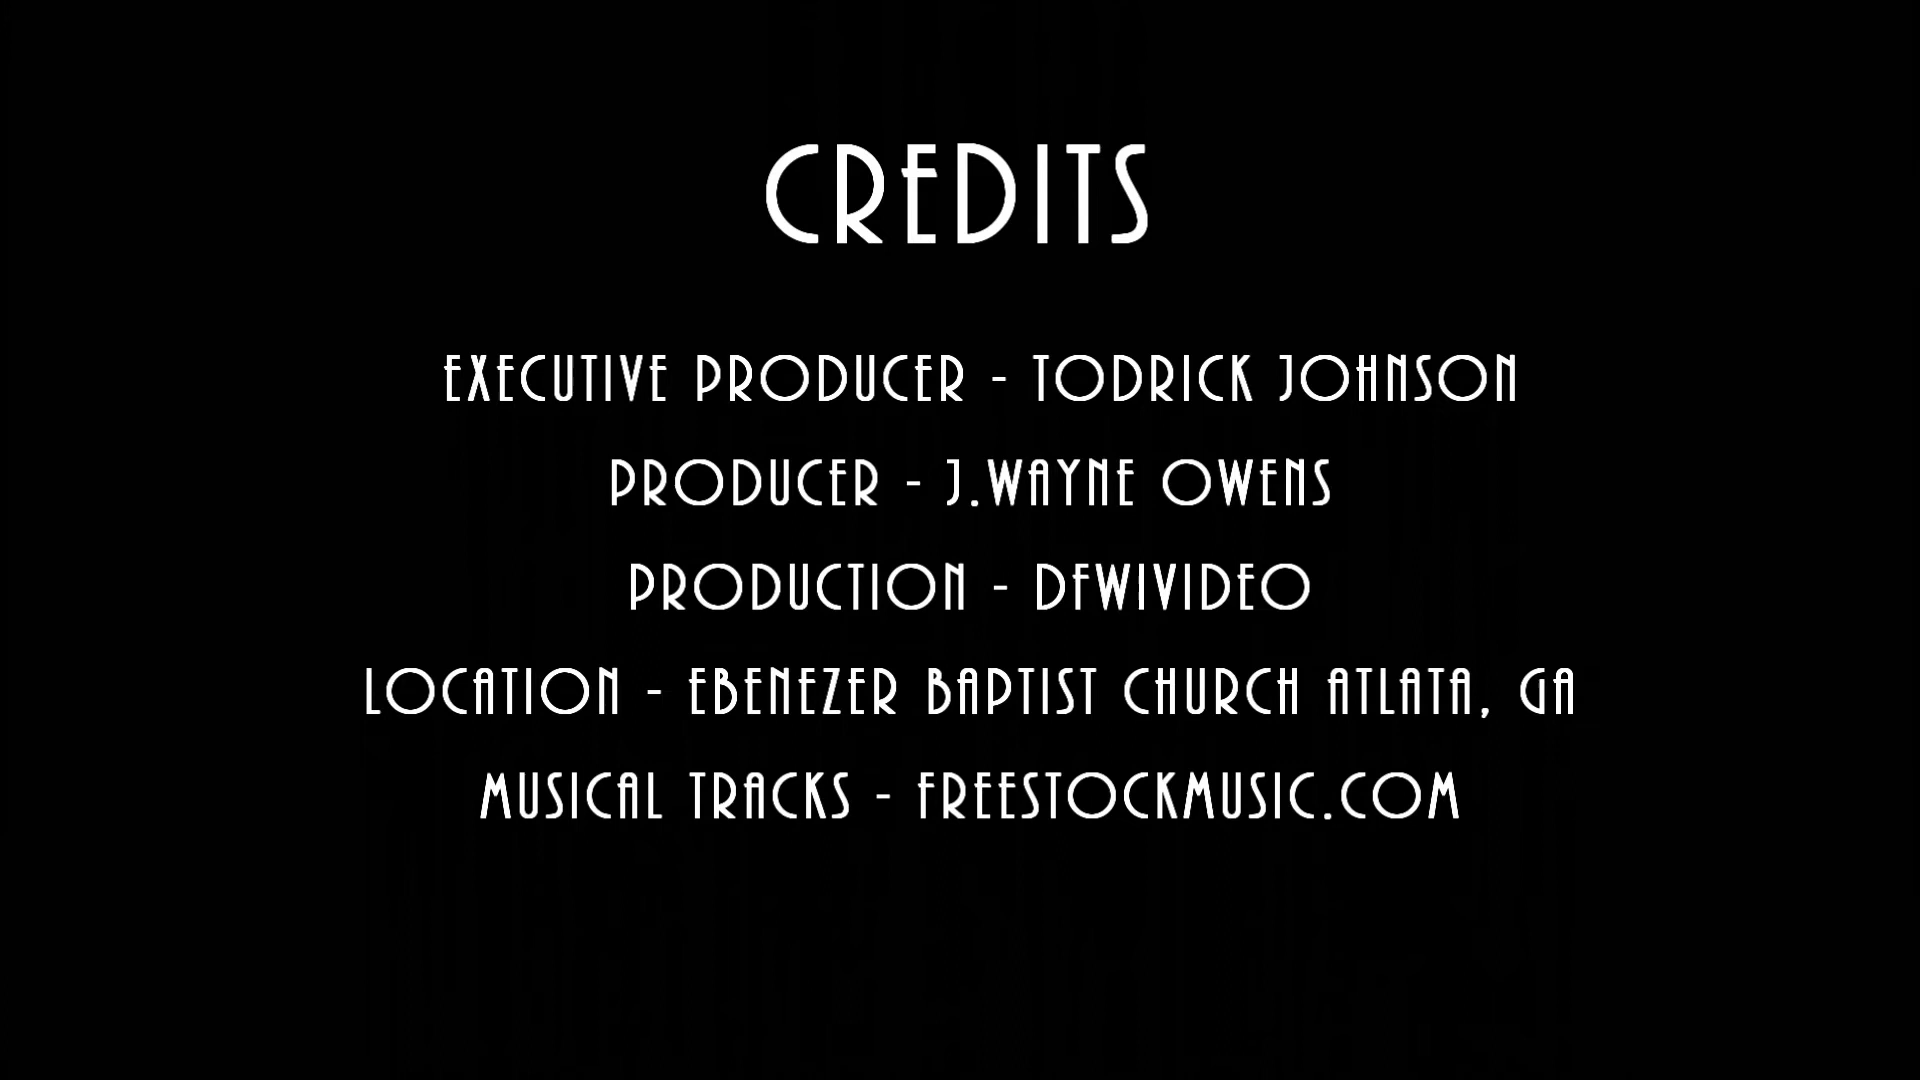 CREDITS
EXECUTIVE PRODUCER - TODRICK JOHNSON
PRODUCER - J.WAYNE OWENS
PRODUCTION - DFWIVIDEO
LOCATION - EBENEZER BAPTIST CHURCH ATLATA, GA
MUSICAL TRACKS - FREESTOCKMUSIC.COM